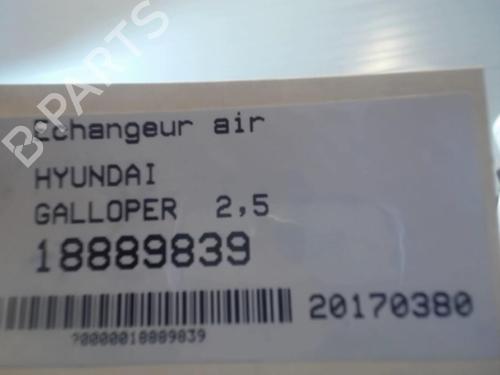 B PARTS
Echangeur air
HYUNDAI
GALLOPER 2,5
18889839
20170380
?0000018889839